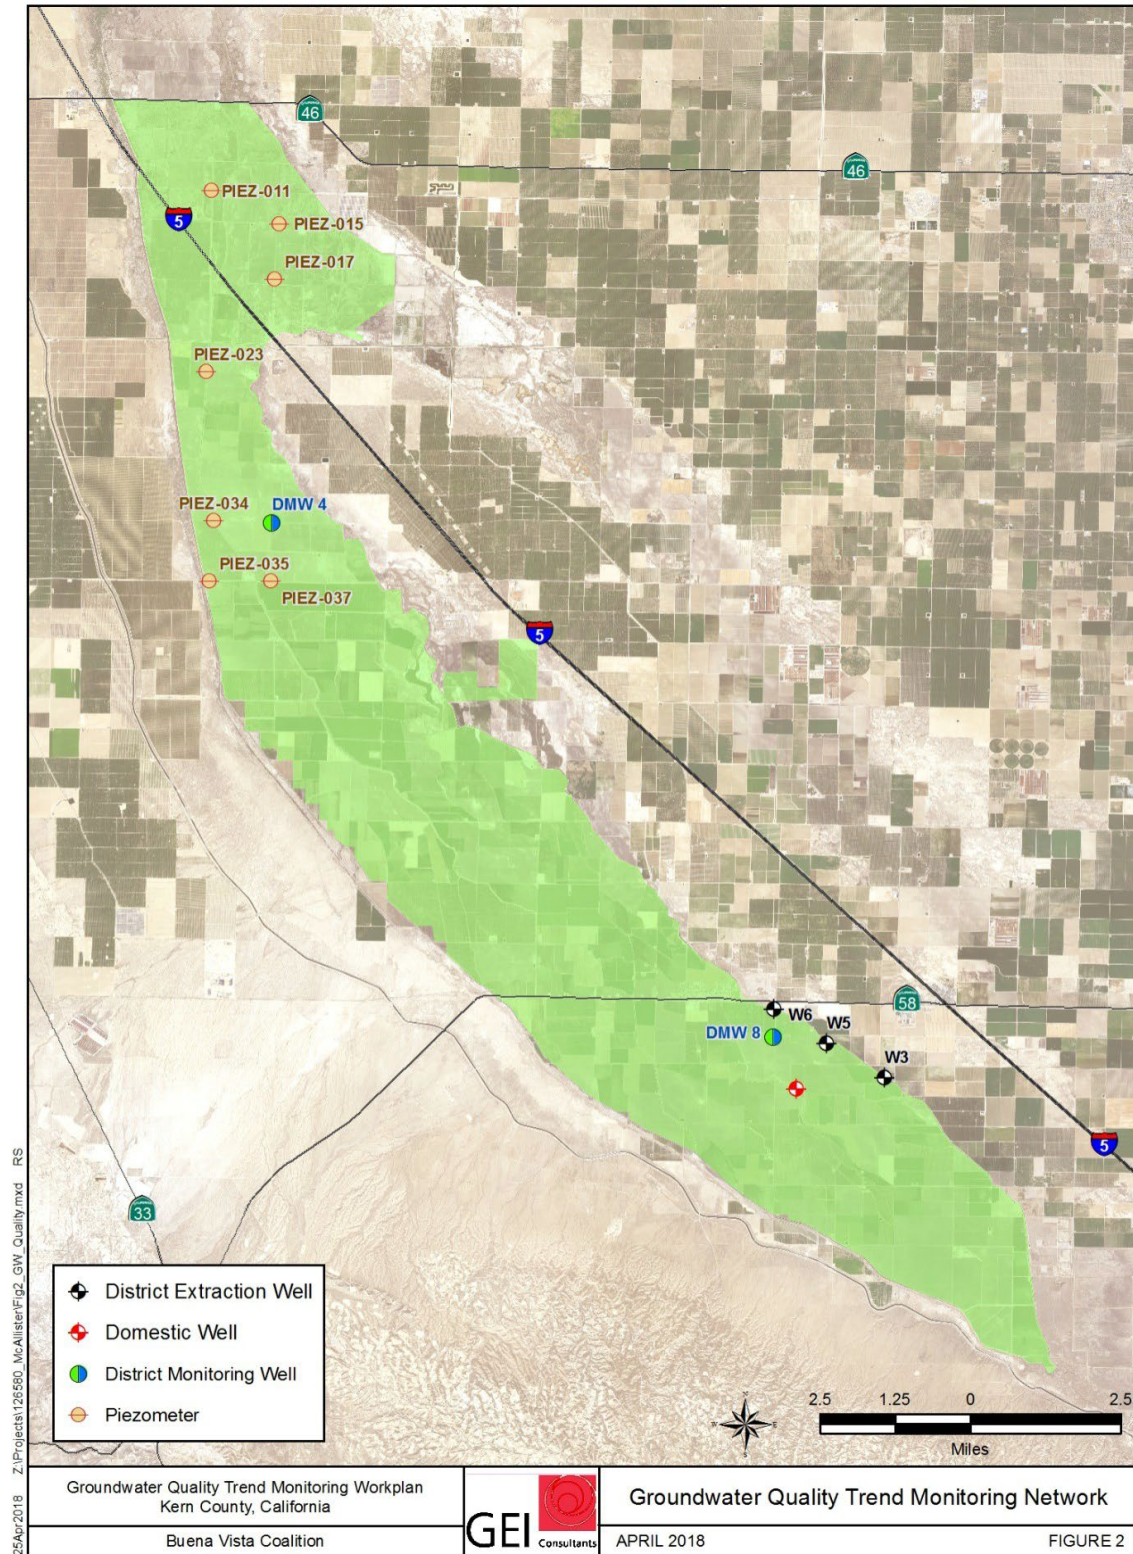 46
46
PIEZ-011
5
PIEZ-015
PIEZ-017
PIEZ-023
PIEZ-034
DMW 4
PIEZ-035
PIEZ-037
5
58
W6
W5
DMW 8
W3
5
33
District Extraction Well
Domestic Well
District Monitoring Well
Piezometer
N
W
E
S
2.5 1.25 0 2.5
Miles
25Apr2018 Z:\Projects\126580_McAllister\Fig2_GW_Quality.mxd RS
Groundwater Quality Trend Monitoring Workplan
Kern County, California
Buena Vista Coalition
GEI Consultants
Groundwater Quality Trend Monitoring Network
APRIL 2018 FIGURE 2